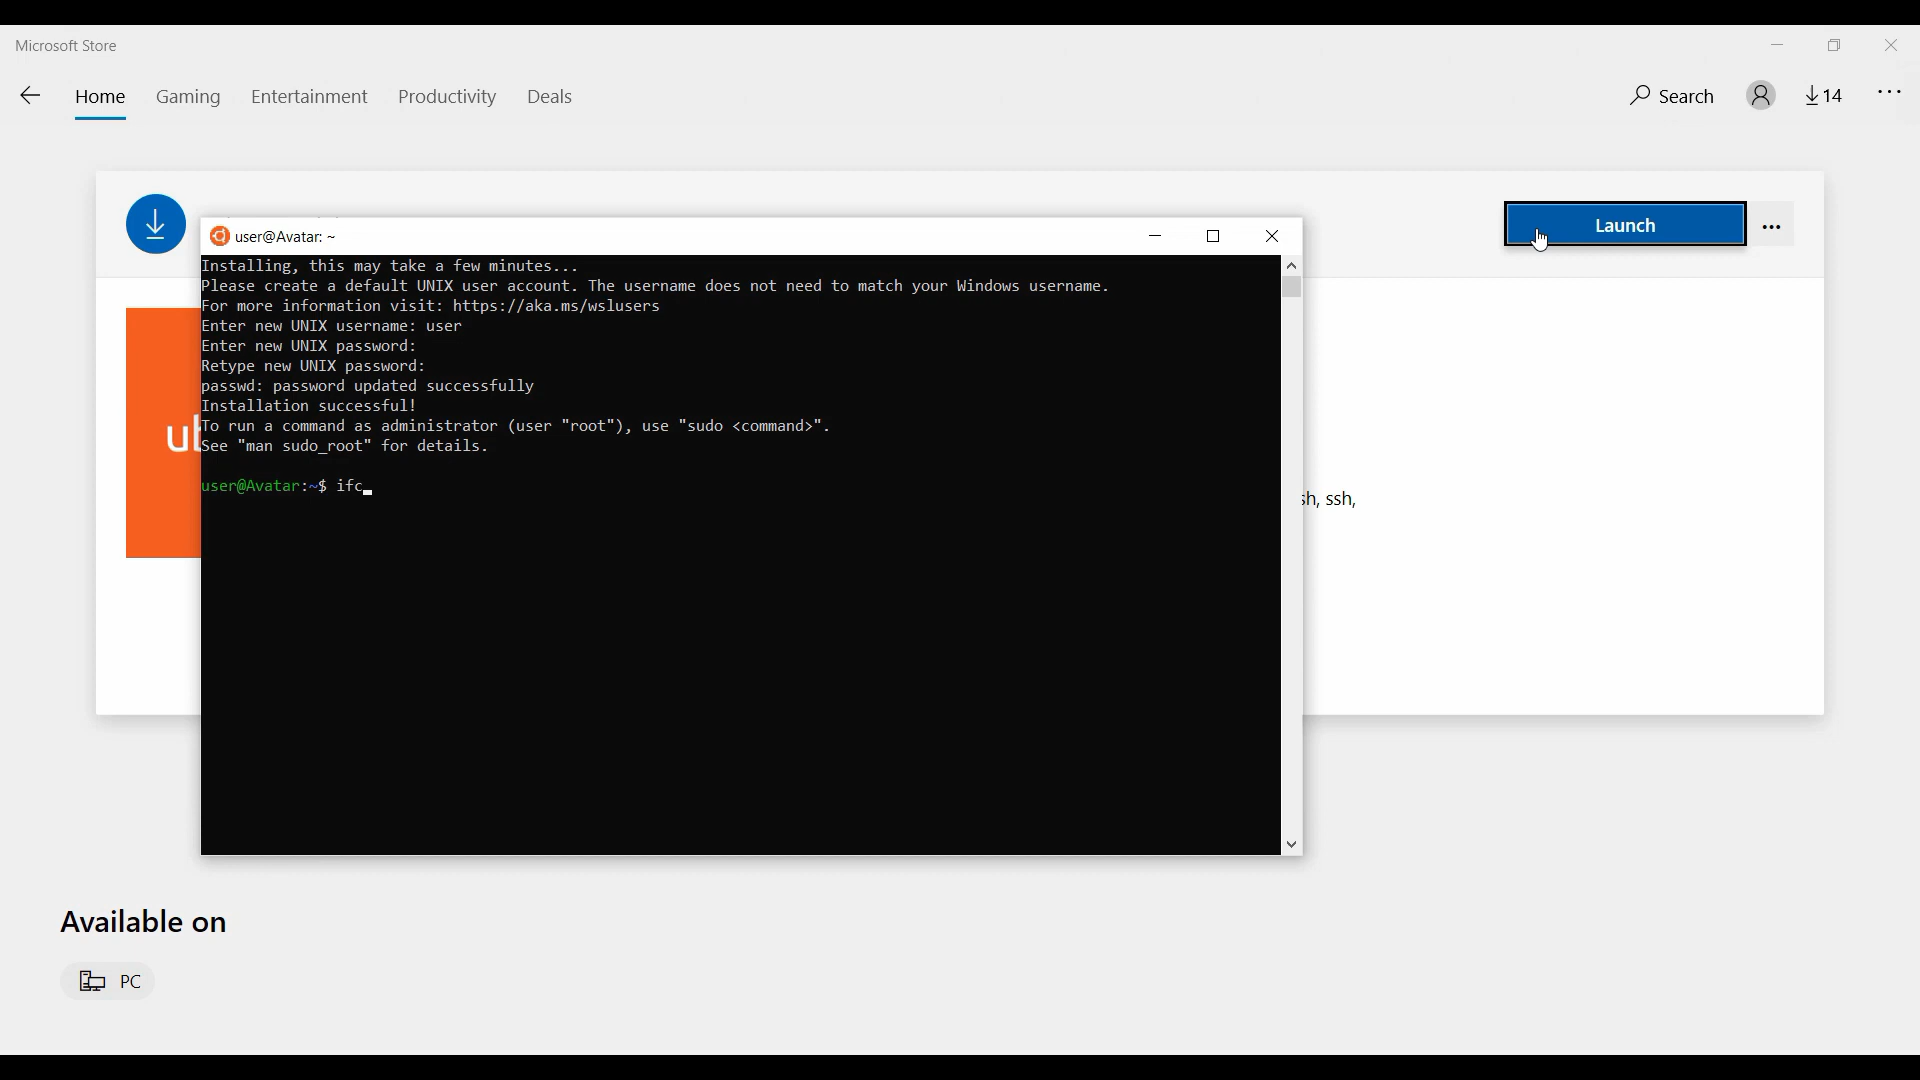 Microsoft Store
Home Gaming Entertainment Productivity Deals Search 14
Launch
user@Avatar: ~
Installing, this may take a few minutes...
Please create a default UNIX user account. The username does not need to match your Windows username.
For more information visit: https://aka.ms/wslusers
Enter new UNIX username: user
Enter new UNIX password:
Retype new UNIX password:
passwd: password updated successfully
Installation successful!
To run a command as administrator (user "root"), use "sudo <command>".
See "man sudo_root" for details.
user@Avatar:~$ ifc_
sh, ssh,
Available on
PC